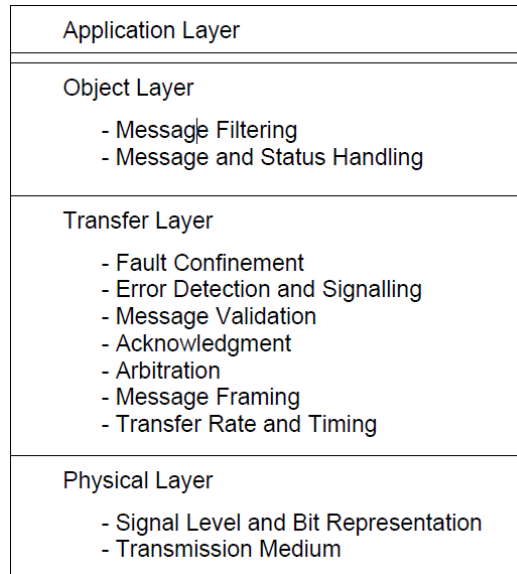 Application Layer
Object Layer
- Message Filtering
- Message and Status Handling
Transfer Layer
- Fault Confinement
- Error Detection and Signalling
- Message Validation
- Acknowledgment
- Arbitration
- Message Framing
- Transfer Rate and Timing
Physical Layer
- Signal Level and Bit Representation
- Transmission Medium